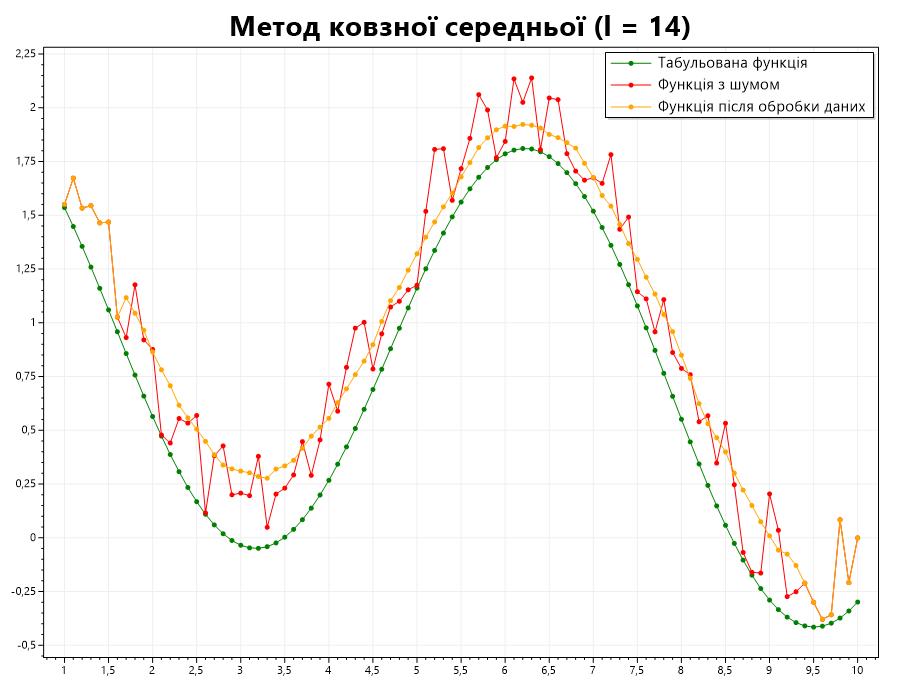 Метод ковзної середньої (l = 14)
Табульована функція
Функція з шумом
Функція після обробки даних
2,25
2
1,75
1,5
1,25
1
0,75
0,5
0,25
0
-0,25
-0,5
1 1,5 2 2,5 3 3,5 4 4,5 5 5,5 6 6,5 7 7,5 8 8,5 9 9,5 10